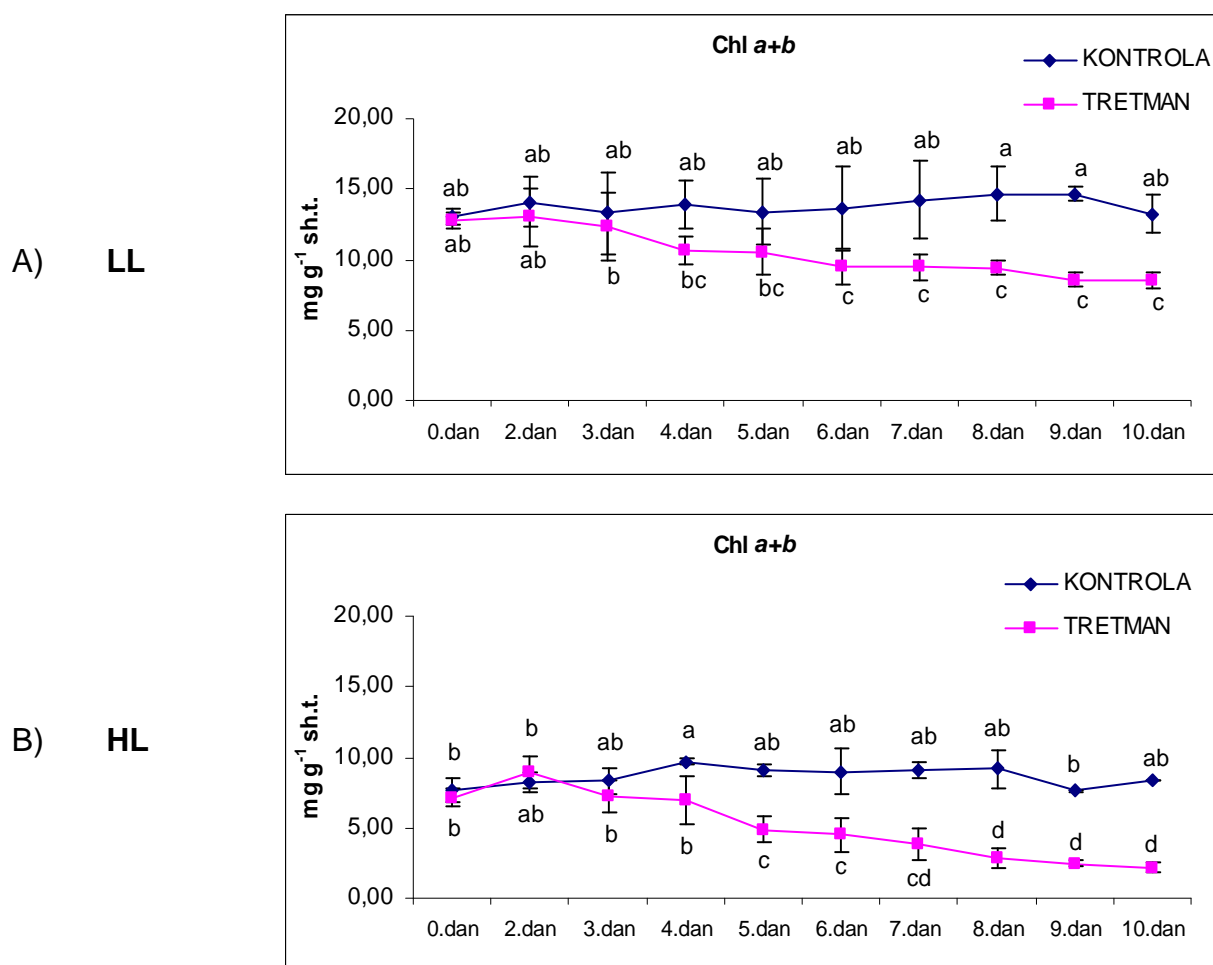 Chl a+b
KONTROLA
TRETMAN
20,00
15,00
10,00
5,00
0,00
mg g⁻¹ sh.t.
ab ab ab ab ab ab ab a a ab
ab ab b bc bc c c c c c
0.dan 2.dan 3.dan 4.dan 5.dan 6.dan 7.dan 8.dan 9.dan 10.dan
A) LL
Chl a+b
KONTROLA
TRETMAN
20,00
15,00
10,00
5,00
0,00
mg g⁻¹ sh.t.
b b ab a ab ab ab ab b ab
b ab b b c c cd d d d
0.dan 2.dan 3.dan 4.dan 5.dan 6.dan 7.dan 8.dan 9.dan 10.dan
B) HL